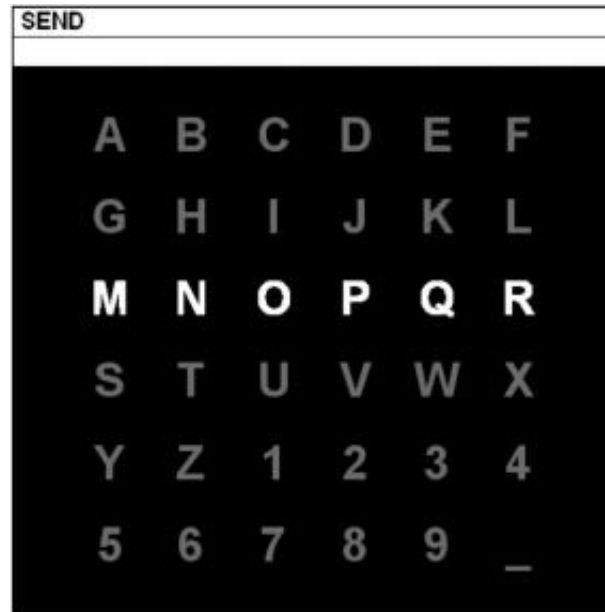 SEND
A B C D E F
G H I J K L
M N O P Q R
S T U V W X
Y Z 1 2 3 4
5 6 7 8 9 _